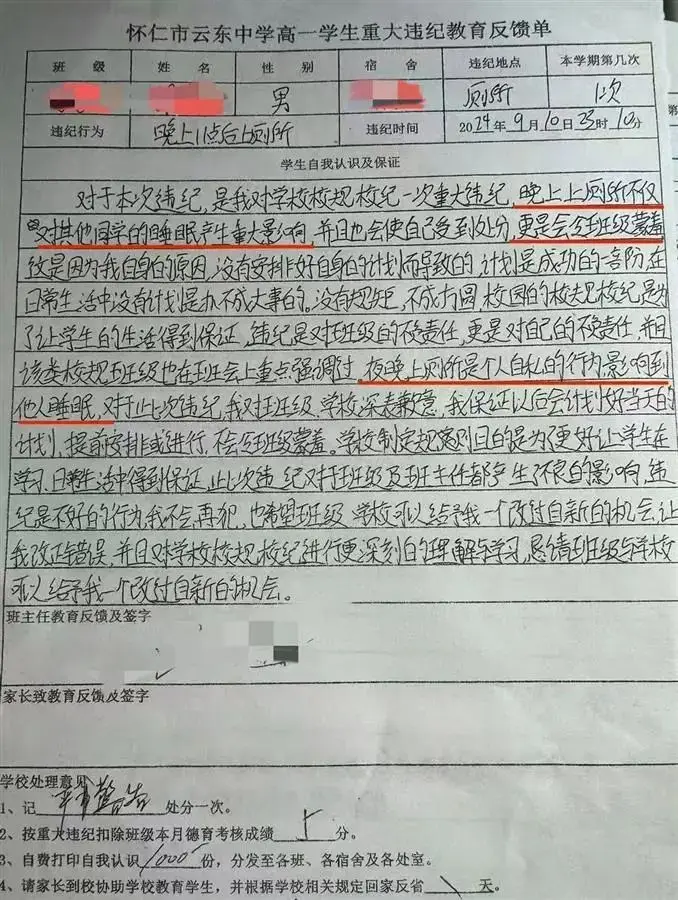 怀仁市云东中学高一学生重大违纪教育反馈单
班 级 姓 名 性 别 宿 舍 违纪地点 本学期第几次
男 厕所 1次
违纪行为 晚上11点后上厕所 违纪时间 2024年9月10日23时10分
学生自我认识及保证
对于本次违纪,是我对学校校规校纪一次重大违纪,晚上上厕所不仅
对其他同学的睡眠产生重大影响,并且也会使自己受到处分,更是会给班级蒙羞
这是因为我自身的原因,没有安排好自身的计划而导致的,计划是成功的一部份,在
日常生活中没有计划是办不成大事的。没有规矩,不成方圆,校园的校规校纪,是为
了让学生的生活得到保证,违纪是对班级的不负责任,更是对自己的不负责任,并且
该类校规班级也在班会上重点强调过,夜晚上厕所是个人自私的行为,影响到
他人睡眠,对于此次违纪,我对班级、学校深表歉意,我保证以后会计划好当天的
计划,提前安排或进行,不会给班级蒙羞。学校制定规章原则目的是为了更好让学生在
学习、日常生活中得到保证,此次违纪对于班级及班主任都产生了不良的影响,违
纪是不好的行为,我不会再犯,也希望班级、学校可以给予我一个改过自新的机会,让
我改正错误,并且对学校校规、校纪进行更深刻的理解与学习,恳请班级与学校
可以给予我一个改过自新的机会。
班主任教育反馈及签字
家长致教育反馈及签字
学校处理意见
1、记 严重警告 处分一次。
2、按重大违纪扣除班级本月德育考核成绩 分。
3、自费打印自我认识 1000 份,分发至各班、各宿舍及各处室。
4、请家长到校协助学校教育学生,并根据学校相关规定回家反省 \ 天。